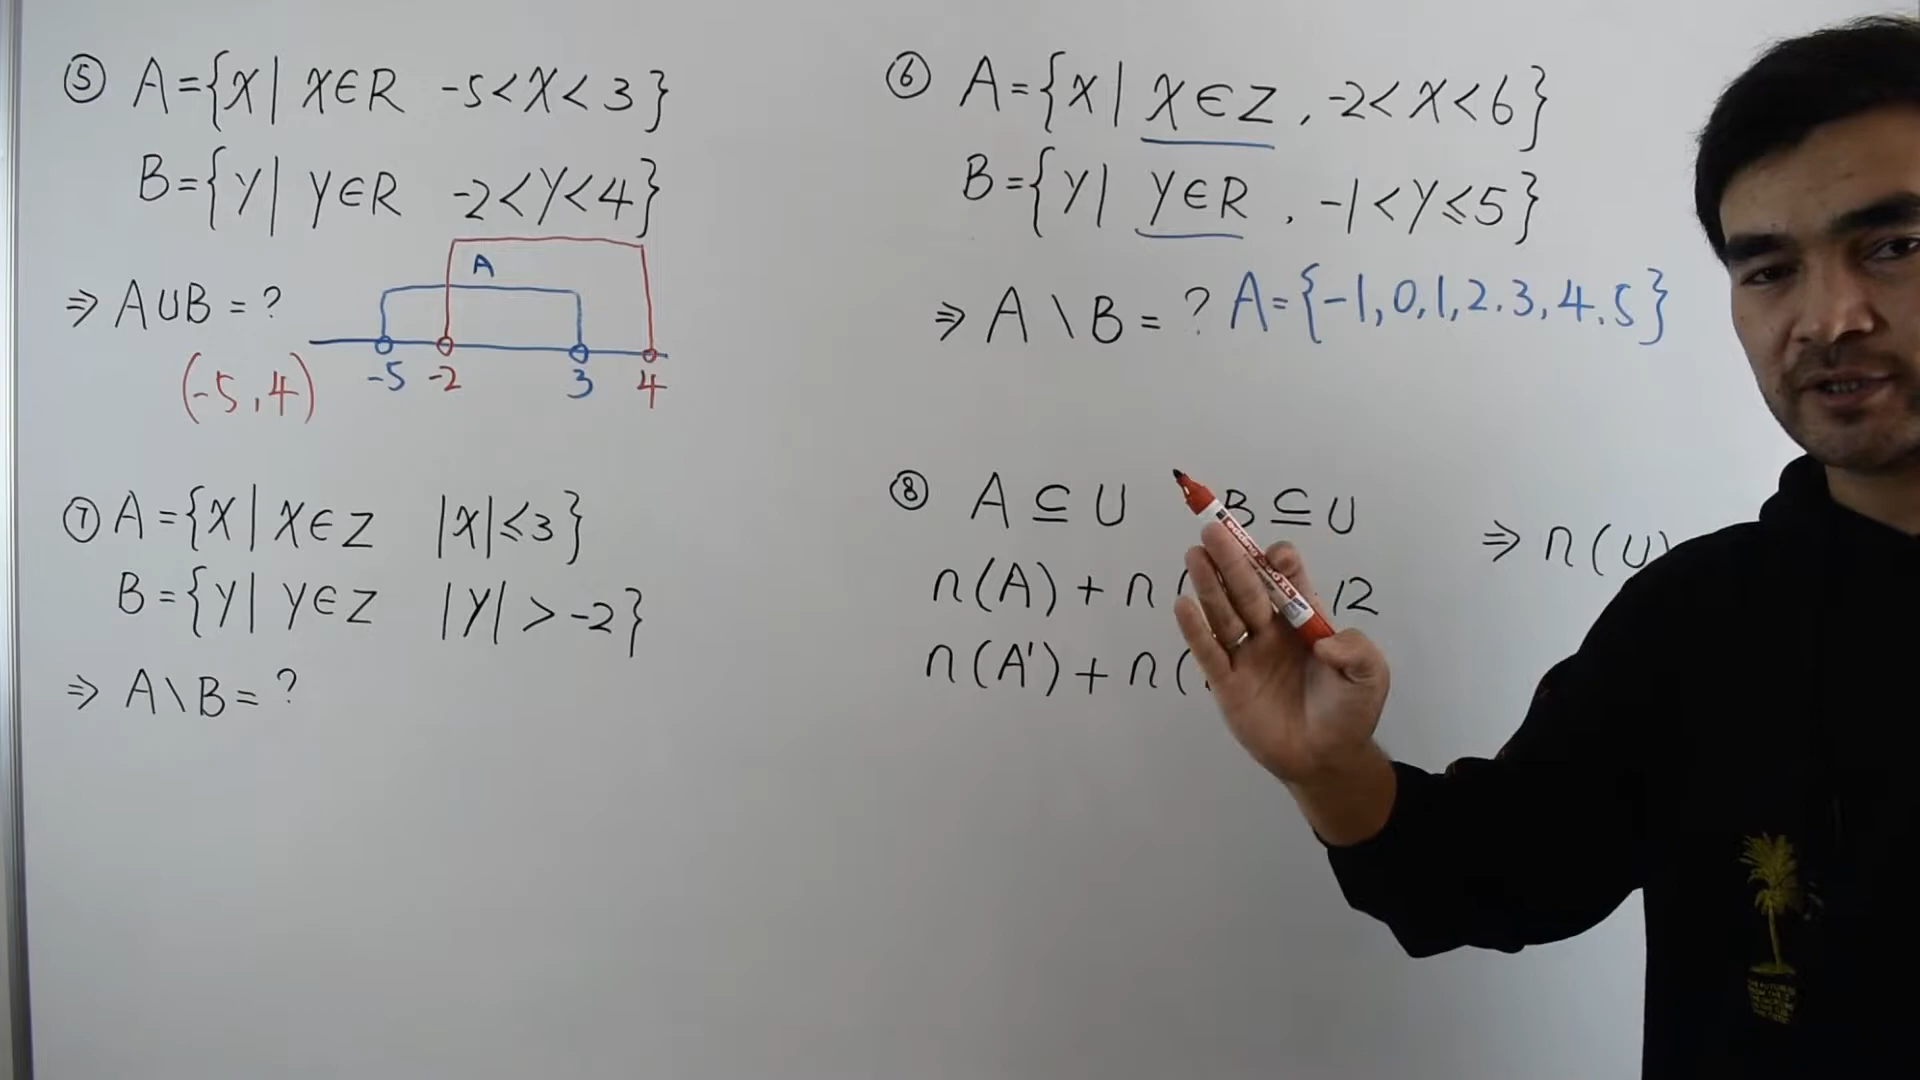 ⑤ A={x| x∈R -5<x<3}
B={y| y∈R -2<y<4}
⇒ A∪B = ?
A
(-5,4)
-5 -2 3 4
⑥ A={x| x∈Z, -2<x<6}
B={y| y∈R, -1<y≤5}
⇒ A \ B = ? A={-1,0,1,2.3,4.5}
⑦ A={x| x∈Z |x|≤3}
B={y| y∈Z |y|>-2}
⇒ A\B = ?
⑧ A⊆U B⊆U
n(A) + n( 12
n(A') + n(
⇒ n(U)
edding